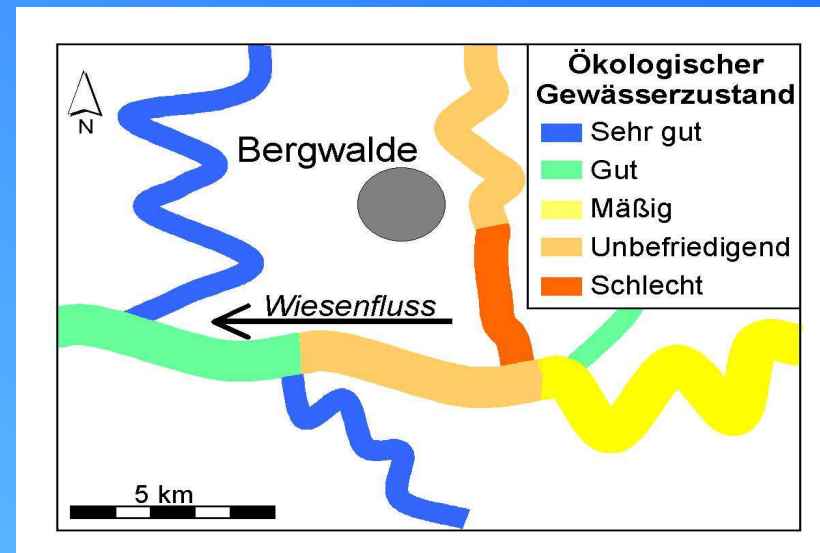 Ökologischer
Gewässerzustand
Sehr gut
Gut
Mäßig
Unbefriedigend
Schlecht
N
Bergwalde
Wiesenfluss
5 km